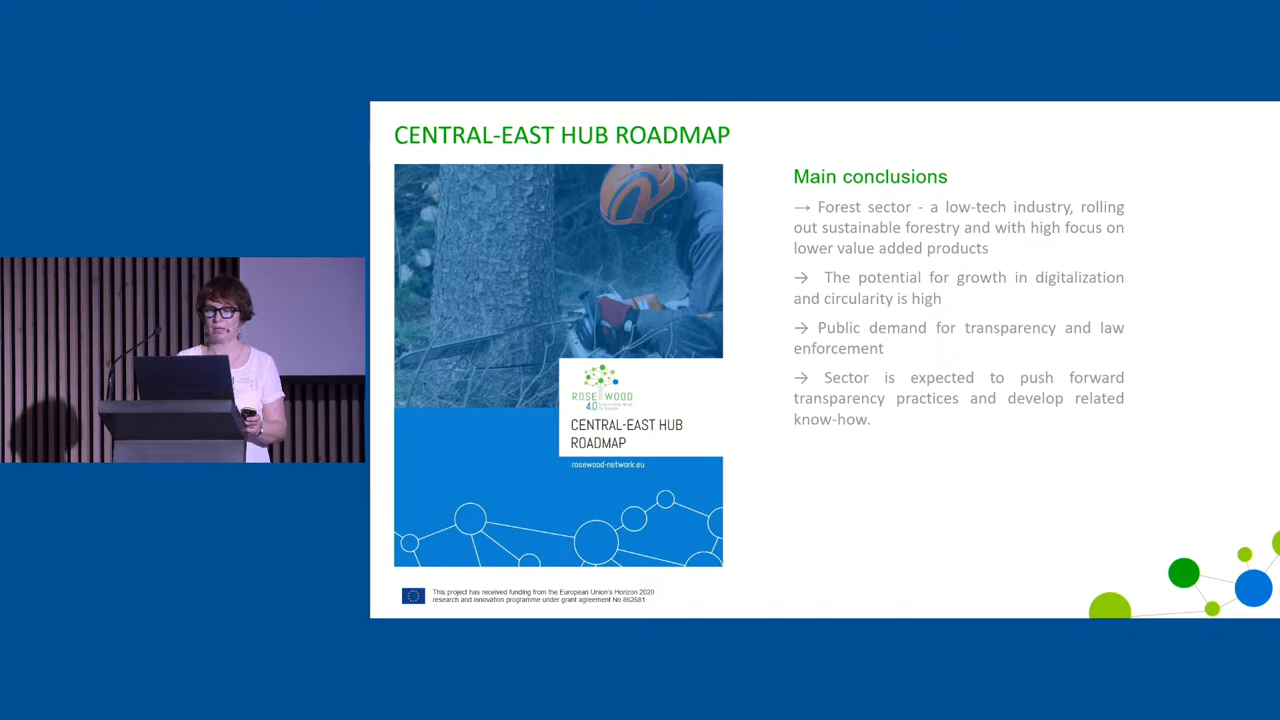 CENTRAL-EAST HUB ROADMAP
ROSEWOOD
4.0
CENTRAL-EAST HUB
ROADMAP
rosewood-network.eu
Main conclusions
→ Forest sector - a low-tech industry, rolling
out sustainable forestry and with high focus on
lower value added products
→ The potential for growth in digitalization
and circularity is high
→ Public demand for transparency and law
enforcement
→ Sector is expected to push forward
transparency practices and develop related
know-how.
This project has received funding from the European Union's Horizon 2020
research and innovation programme under grant agreement No 862681.